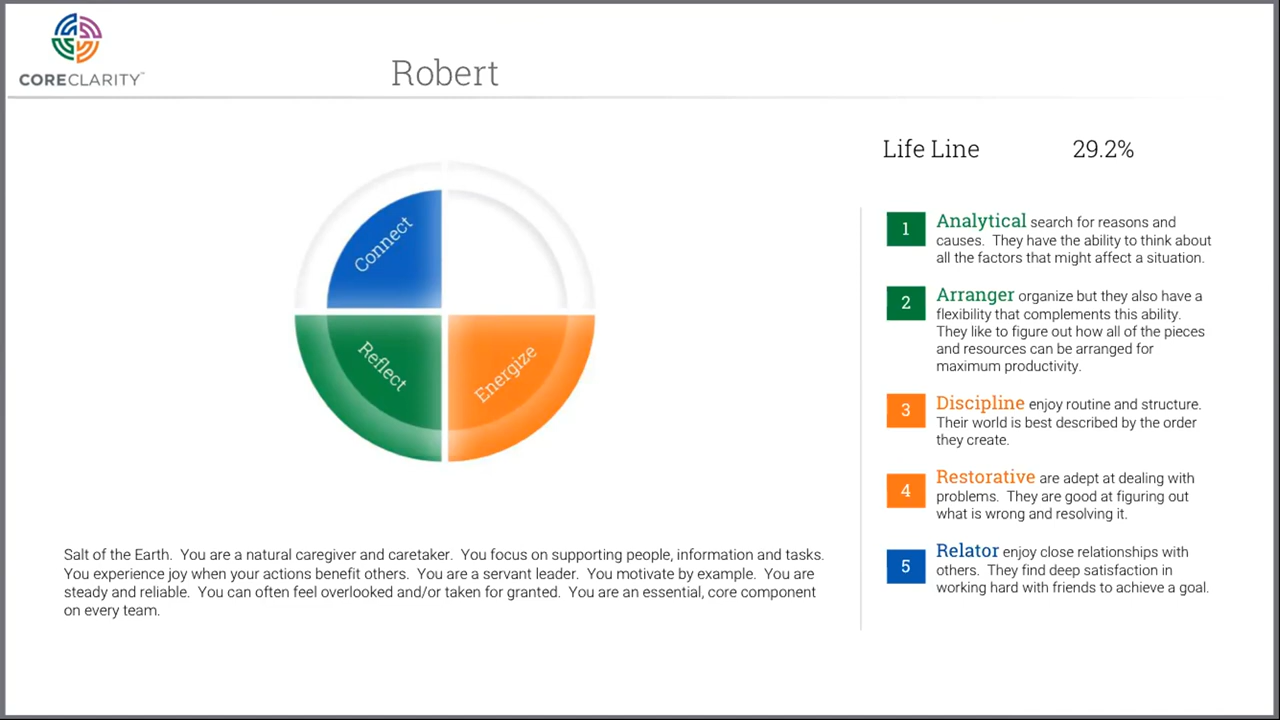 CORECLARITY™
Robert
Connect
Reflect
Energize
Salt of the Earth.  You are a natural caregiver and caretaker.  You focus on supporting people, information and tasks.
You experience joy when your actions benefit others.  You are a servant leader.  You motivate by example.  You are
steady and reliable.  You can often feel overlooked and/or taken for granted.  You are an essential, core component
on every team.
Life Line 29.2%
1 Analytical search for reasons and
causes.  They have the ability to think about
all the factors that might affect a situation.
2 Arranger organize but they also have a
flexibility that complements this ability.
They like to figure out how all of the pieces
and resources can be arranged for
maximum productivity.
3 Discipline enjoy routine and structure.
Their world is best described by the order
they create.
4 Restorative are adept at dealing with
problems.  They are good at figuring out
what is wrong and resolving it.
5 Relator enjoy close relationships with
others.  They find deep satisfaction in
working hard with friends to achieve a goal.